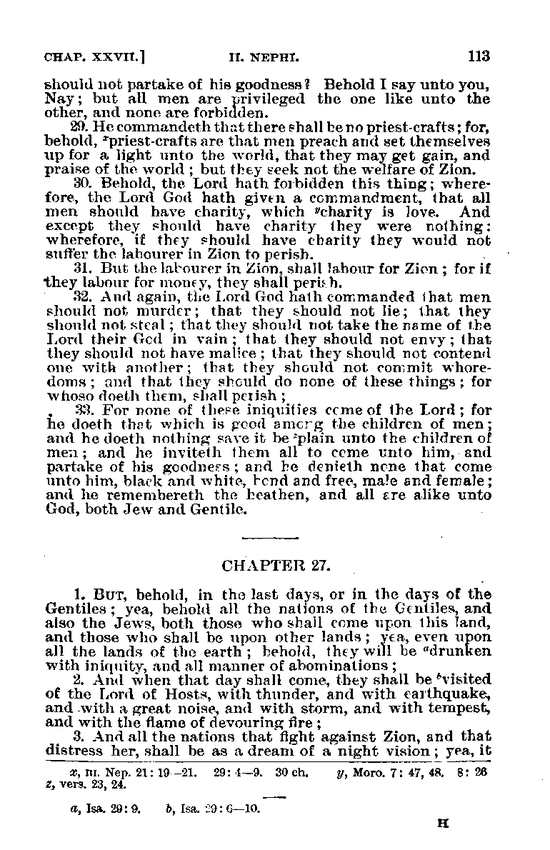 CHAP. XXVII.] II. NEPHI. 113
should not partake of his goodness? Behold I say unto you,
Nay; but all men are privileged the one like unto the
other, and none are forbidden.
29. He commandeth that there shall be no priest-crafts; for,
behold, ˣpriest-crafts are that men preach and set themselves
up for a light unto the world, that they may get gain, and
praise of the world; but they seek not the welfare of Zion.
30. Behold, the Lord hath forbidden this thing; where-
fore, the Lord God hath given a commandment, that all
men should have charity, which ʸcharity is love. And
except they should have charity they were nothing:
wherefore, if they should have charity they would not
suffer the labourer in Zion to perish.
31. But the labourer in Zion, shall labour for Zion; for if
they labour for money, they shall perish.
32. And again, the Lord God hath commanded that men
should not murder; that they should not lie; that they
should not steal; that they should not take the name of the
Lord their God in vain; that they should not envy; that
they should not have malice; that they should not contend
one with another; that they should not commit whore-
doms; and that they should do none of these things; for
whoso doeth them, shall perish;
33. For none of these iniquities come of the Lord; for
he doeth that which is good among the children of men;
and he doeth nothing save it be ᶻplain unto the children of
men; and he inviteth them all to come unto him, and
partake of his goodness; and he denieth none that come
unto him, black and white, bond and free, male and female;
and he remembereth the heathen, and all are alike unto
God, both Jew and Gentile.
CHAPTER 27.
1. BUT, behold, in the last days, or in the days of the
Gentiles; yea, behold all the nations of the Gentiles, and
also the Jews, both those who shall come upon this land,
and those who shall be upon other lands; yea, even upon
all the lands of the earth; behold, they will be ᵃdrunken
with iniquity, and all manner of abominations;
2. And when that day shall come, they shall be ᵇvisited
of the Lord of Hosts, with thunder, and with earthquake,
and with a great noise, and with storm, and with tempest,
and with the flame of devouring fire;
3. And all the nations that fight against Zion, and that
distress her, shall be as a dream of a night vision; yea, it
x, III. Nep. 21: 19–21. 29: 4–9. 30 ch. y, Moro. 7: 47, 48. 8: 26
z, vers. 23, 24.
a, Isa. 29: 9. b, Isa. 29: 6–10.
H